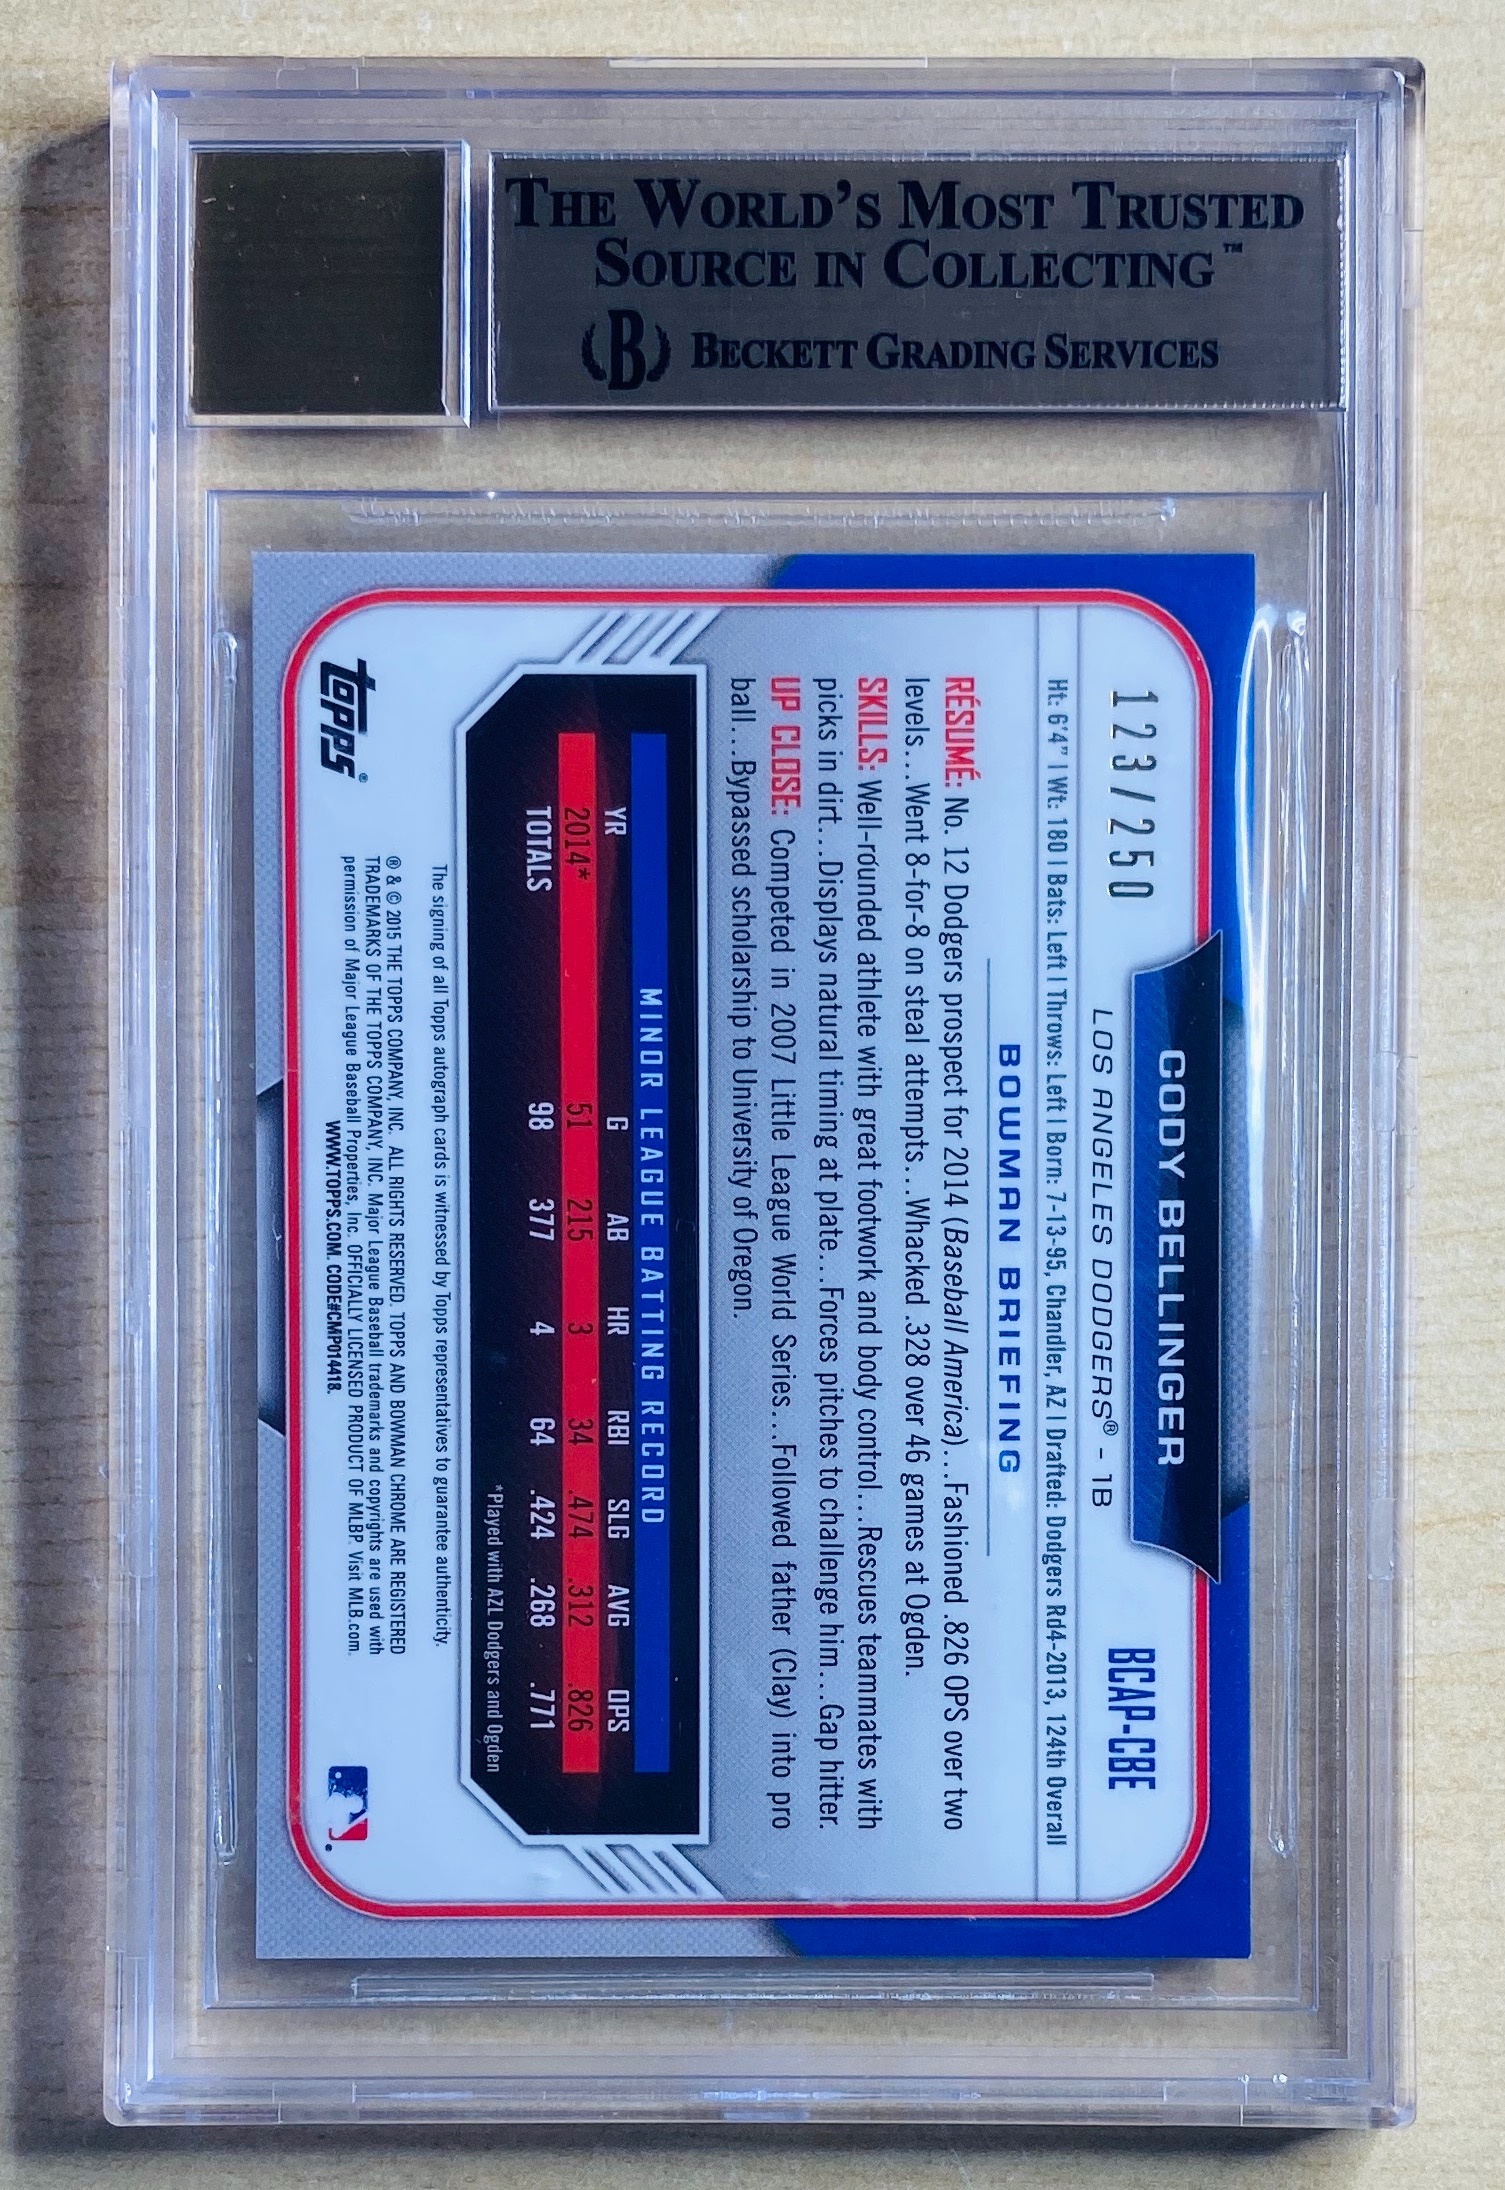 THE WORLD'S MOST TRUSTED
SOURCE IN COLLECTING™
B BECKETT GRADING SERVICES
123/250
CODY BELLINGER
LOS ANGELES DODGERS® - 1B
BCAP-CBE
Ht: 6'4" | Wt: 180 | Bats: Left | Throws: Left | Born: 7-13-95, Chandler, AZ | Drafted: Dodgers Rd4-2013, 124th Overall
BOWMAN BRIEFING
RÉSUMÉ: No. 12 Dodgers prospect for 2014 (Baseball America)...Fashioned .826 OPS over two
levels...Went 8-for-8 on steal attempts...Whacked .328 over 46 games at Ogden.
SKILLS: Well-rounded athlete with great footwork and body control...Rescues teammates with
picks in dirt...Displays natural timing at plate...Forces pitches to challenge him...Gap hitter.
UP CLOSE: Competed in 2007 Little League World Series...Followed father (Clay) into pro
ball...Bypassed scholarship to University of Oregon.
MINOR LEAGUE BATTING RECORD
YR G AB HR RBI SLG AVG OPS
2014* 51 215 3 34 .474 .312 .826
TOTALS 98 377 4 64 .424 .268 .771
*Played with AZL Dodgers and Ogden
The signing of all Topps autograph cards is witnessed by Topps representatives to guarantee authenticity.
® & © 2015 THE TOPPS COMPANY, INC. ALL RIGHTS RESERVED. TOPPS AND BOWMAN CHROME ARE REGISTERED
TRADEMARKS OF THE TOPPS COMPANY, INC. Major League Baseball trademarks and copyrights are used with
permission of Major League Baseball Properties, Inc. OFFICIALLY LICENSED PRODUCT OF MLBP. Visit MLB.com.
WWW.TOPPS.COM. CODE#CMP014418.
Topps®